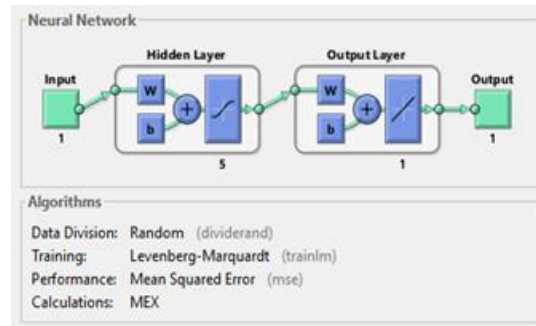 Neural Network
Hidden Layer
Output Layer
Input
Output
W
b
+
W
b
+
1
5
1
1
Algorithms
Data Division: Random (dividerand)
Training: Levenberg-Marquardt (trainlm)
Performance: Mean Squared Error (mse)
Calculations: MEX